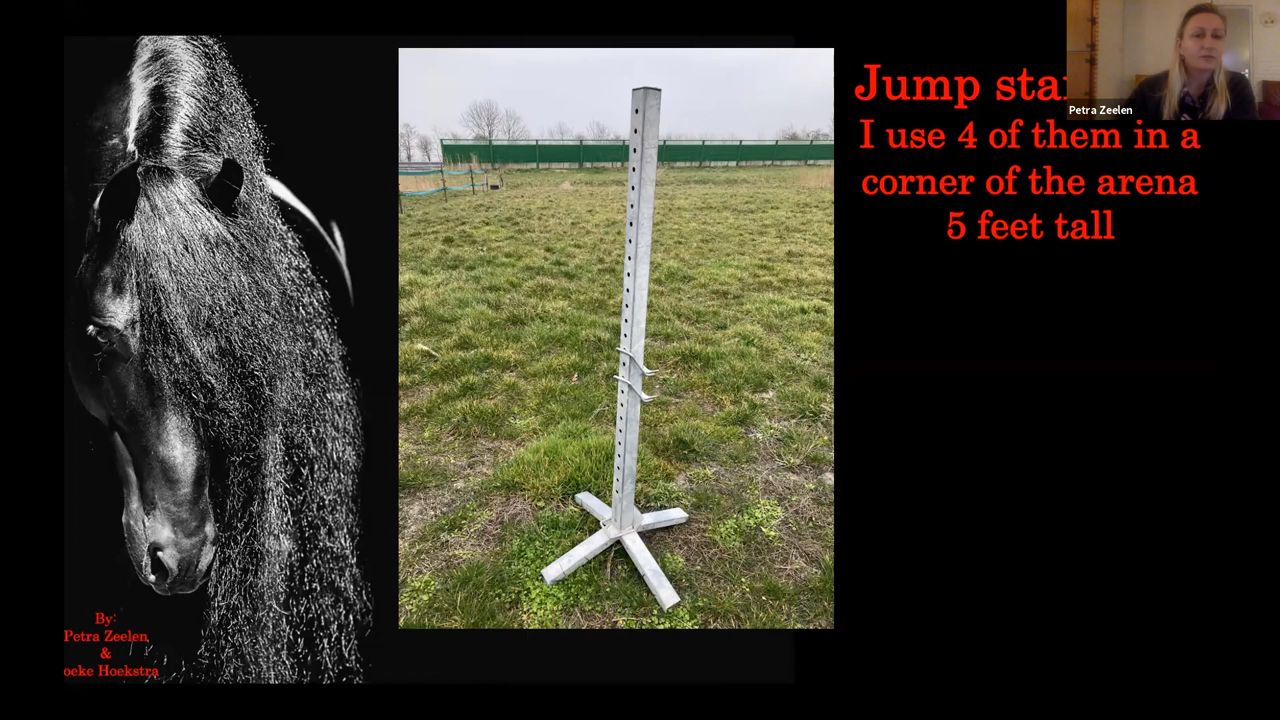 Jump sta
I use 4 of them in a
corner of the arena
5 feet tall
Petra Zeelen
By:
Petra Zeelen
&
oeke Hoekstra